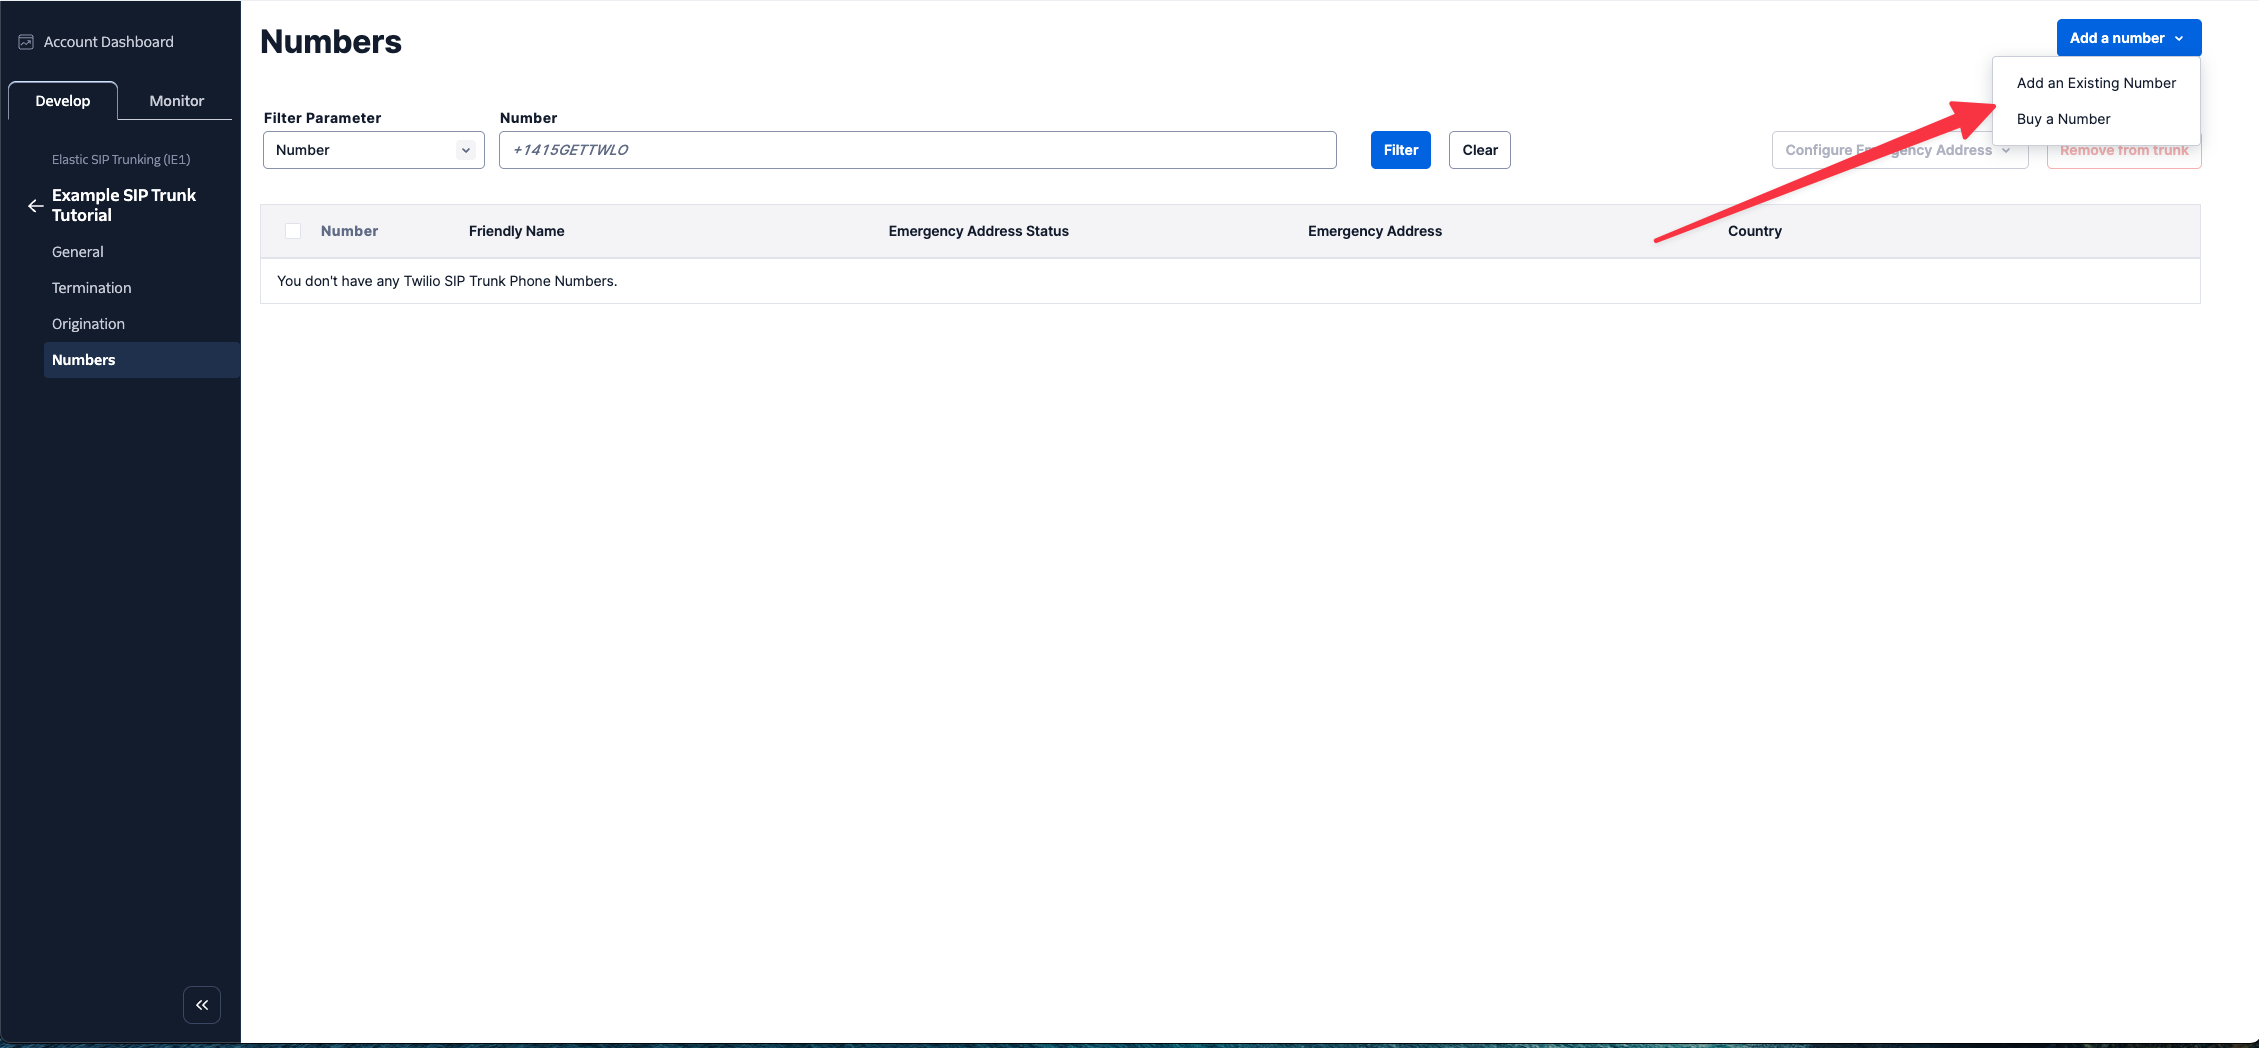 Account Dashboard
Develop
Monitor
Elastic SIP Trunking (IE1)
Example SIP Trunk
Tutorial
General
Termination
Origination
Numbers
Numbers
Add a number
Add an Existing Number
Buy a Number
Filter Parameter
Number
Number
+1415GETTWLO
Filter
Clear
Configure Emergency Address
Remove from trunk
Number
Friendly Name
Emergency Address Status
Emergency Address
Country
You don't have any Twilio SIP Trunk Phone Numbers.